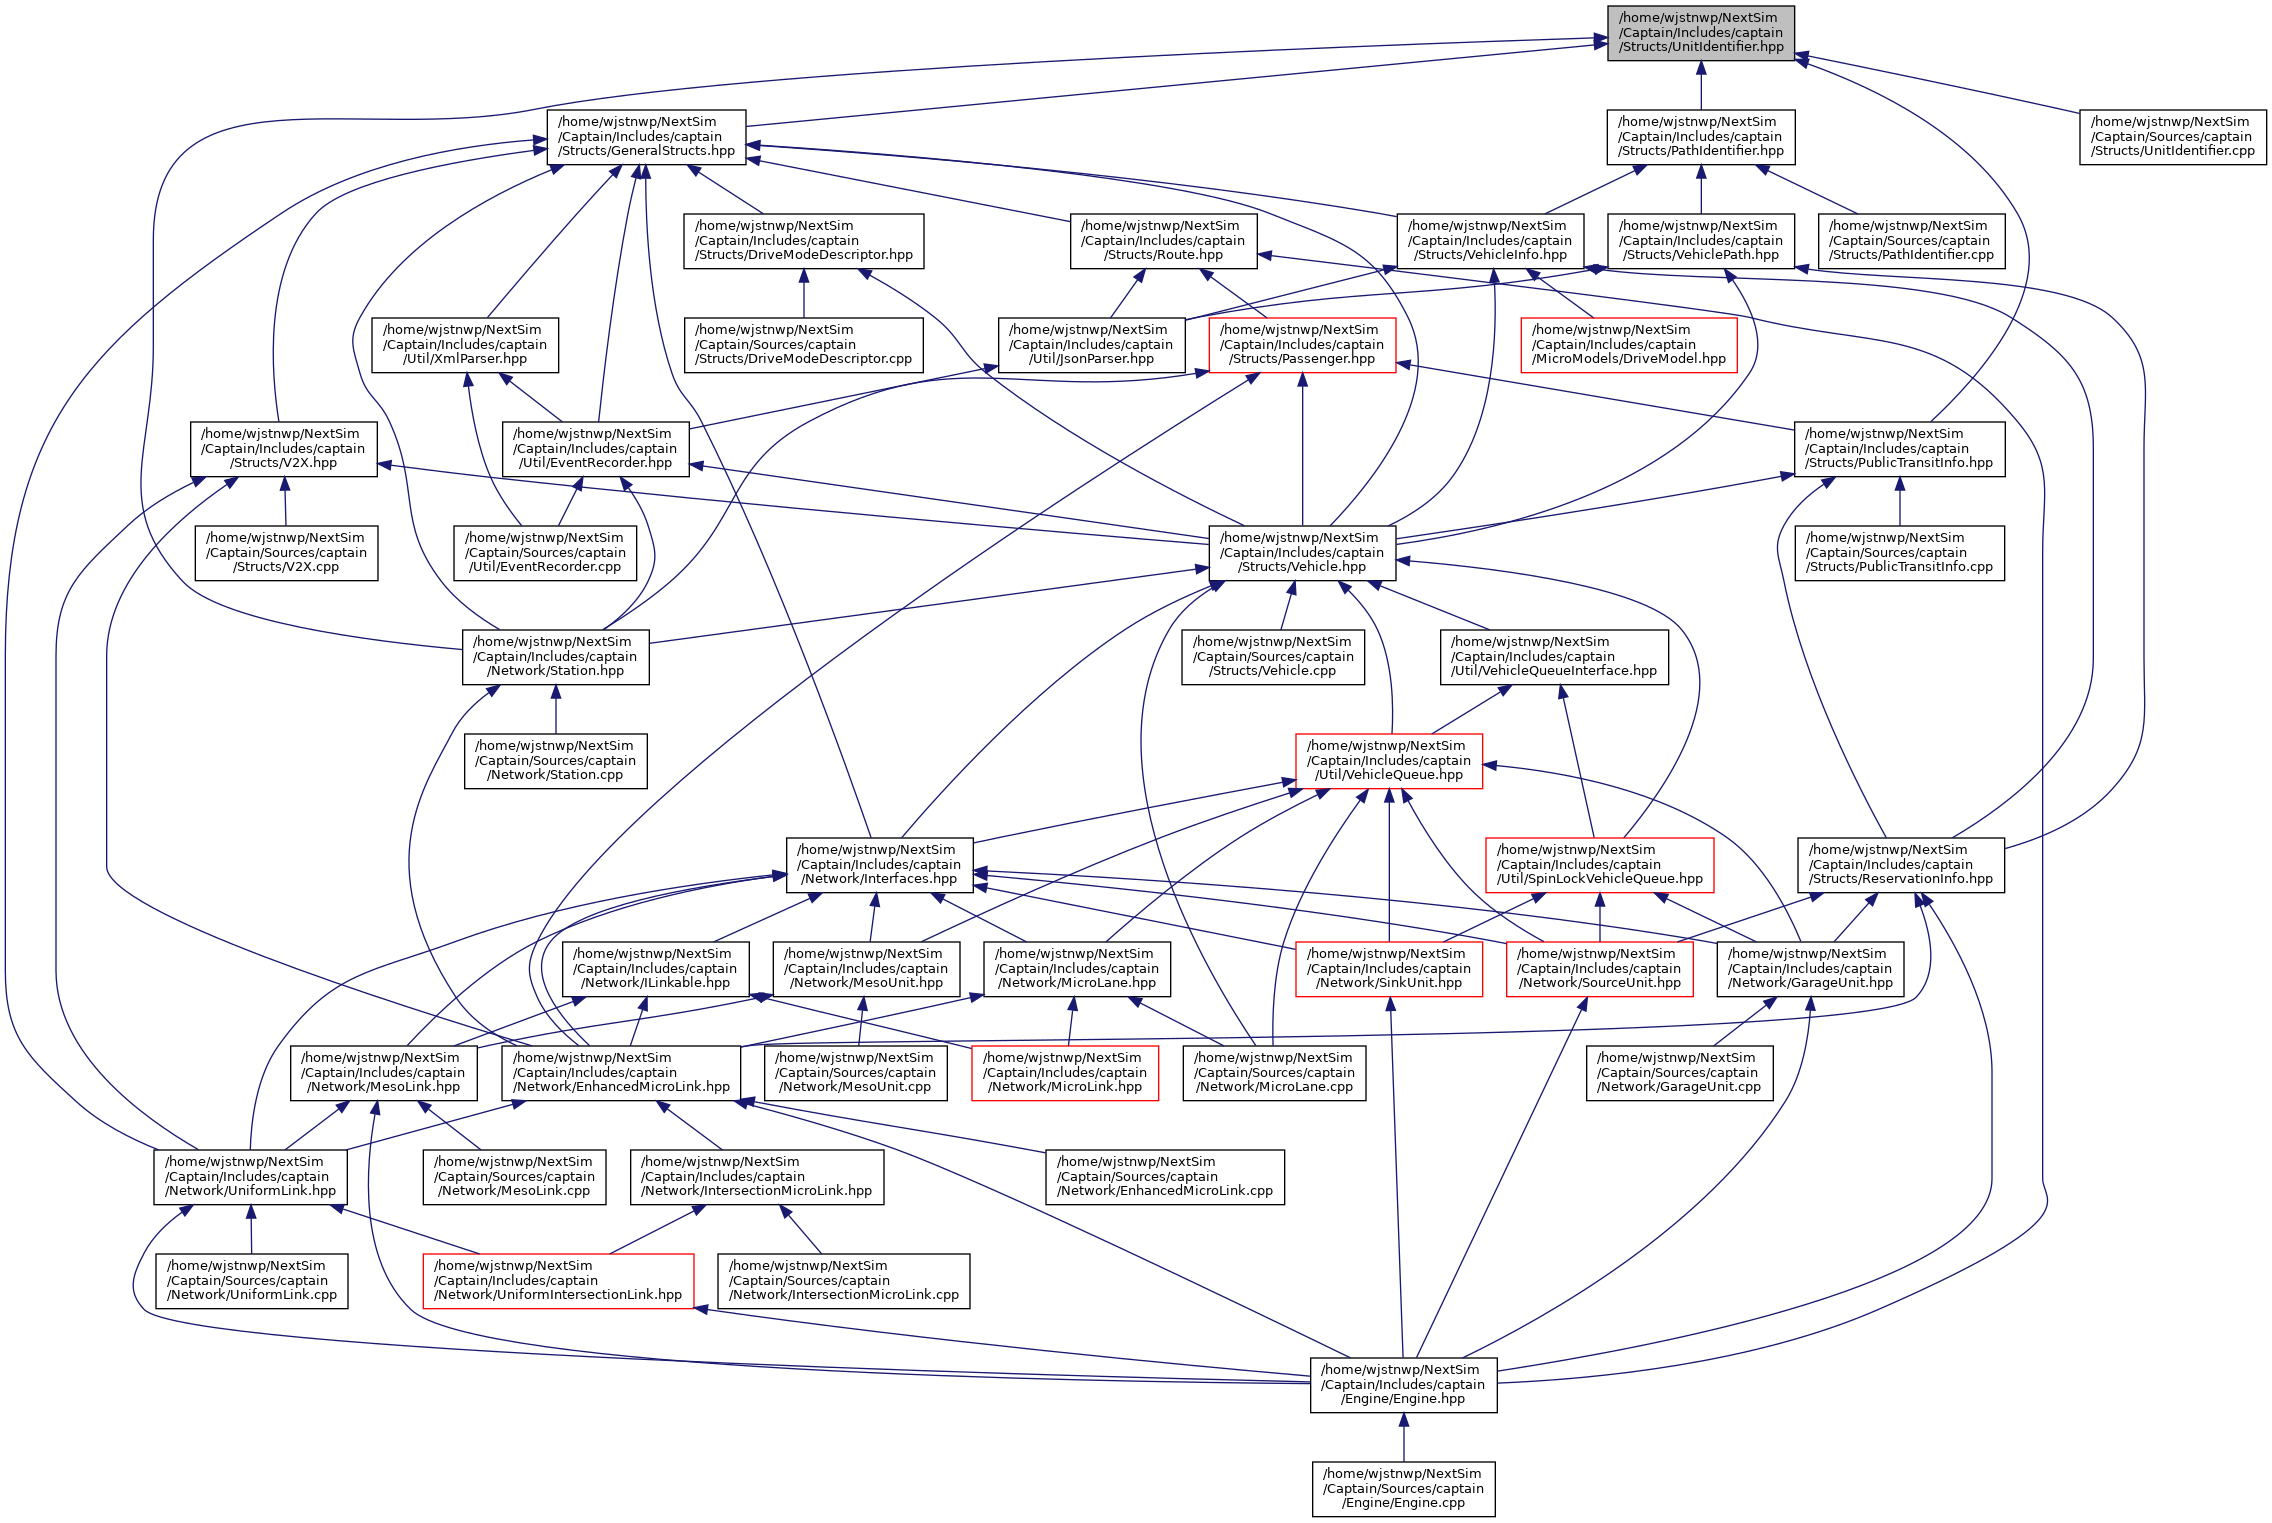 /home/wjstnwp/NextSim
/Captain/Includes/captain
/Structs/UnitIdentifier.hpp
/home/wjstnwp/NextSim
/Captain/Includes/captain
/Structs/GeneralStructs.hpp
/home/wjstnwp/NextSim
/Captain/Includes/captain
/Structs/PathIdentifier.hpp
/home/wjstnwp/NextSim
/Captain/Sources/captain
/Structs/UnitIdentifier.cpp
/home/wjstnwp/NextSim
/Captain/Includes/captain
/Structs/DriveModeDescriptor.hpp
/home/wjstnwp/NextSim
/Captain/Includes/captain
/Structs/Route.hpp
/home/wjstnwp/NextSim
/Captain/Includes/captain
/Structs/VehicleInfo.hpp
/home/wjstnwp/NextSim
/Captain/Includes/captain
/Structs/VehiclePath.hpp
/home/wjstnwp/NextSim
/Captain/Sources/captain
/Structs/PathIdentifier.cpp
/home/wjstnwp/NextSim
/Captain/Includes/captain
/Util/XmlParser.hpp
/home/wjstnwp/NextSim
/Captain/Sources/captain
/Structs/DriveModeDescriptor.cpp
/home/wjstnwp/NextSim
/Captain/Includes/captain
/Util/JsonParser.hpp
/home/wjstnwp/NextSim
/Captain/Includes/captain
/Structs/Passenger.hpp
/home/wjstnwp/NextSim
/Captain/Includes/captain
/MicroModels/DriveModel.hpp
/home/wjstnwp/NextSim
/Captain/Includes/captain
/Structs/V2X.hpp
/home/wjstnwp/NextSim
/Captain/Includes/captain
/Util/EventRecorder.hpp
/home/wjstnwp/NextSim
/Captain/Includes/captain
/Structs/PublicTransitInfo.hpp
/home/wjstnwp/NextSim
/Captain/Sources/captain
/Structs/V2X.cpp
/home/wjstnwp/NextSim
/Captain/Sources/captain
/Util/EventRecorder.cpp
/home/wjstnwp/NextSim
/Captain/Includes/captain
/Structs/Vehicle.hpp
/home/wjstnwp/NextSim
/Captain/Sources/captain
/Structs/PublicTransitInfo.cpp
/home/wjstnwp/NextSim
/Captain/Includes/captain
/Network/Station.hpp
/home/wjstnwp/NextSim
/Captain/Sources/captain
/Structs/Vehicle.cpp
/home/wjstnwp/NextSim
/Captain/Includes/captain
/Util/VehicleQueueInterface.hpp
/home/wjstnwp/NextSim
/Captain/Sources/captain
/Network/Station.cpp
/home/wjstnwp/NextSim
/Captain/Includes/captain
/Util/VehicleQueue.hpp
/home/wjstnwp/NextSim
/Captain/Includes/captain
/Network/Interfaces.hpp
/home/wjstnwp/NextSim
/Captain/Includes/captain
/Util/SpinLockVehicleQueue.hpp
/home/wjstnwp/NextSim
/Captain/Includes/captain
/Structs/ReservationInfo.hpp
/home/wjstnwp/NextSim
/Captain/Includes/captain
/Network/ILinkable.hpp
/home/wjstnwp/NextSim
/Captain/Includes/captain
/Network/MesoUnit.hpp
/home/wjstnwp/NextSim
/Captain/Includes/captain
/Network/MicroLane.hpp
/home/wjstnwp/NextSim
/Captain/Includes/captain
/Network/SinkUnit.hpp
/home/wjstnwp/NextSim
/Captain/Includes/captain
/Network/SourceUnit.hpp
/home/wjstnwp/NextSim
/Captain/Includes/captain
/Network/GarageUnit.hpp
/home/wjstnwp/NextSim
/Captain/Includes/captain
/Network/MesoLink.hpp
/home/wjstnwp/NextSim
/Captain/Includes/captain
/Network/EnhancedMicroLink.hpp
/home/wjstnwp/NextSim
/Captain/Sources/captain
/Network/MesoUnit.cpp
/home/wjstnwp/NextSim
/Captain/Includes/captain
/Network/MicroLink.hpp
/home/wjstnwp/NextSim
/Captain/Sources/captain
/Network/MicroLane.cpp
/home/wjstnwp/NextSim
/Captain/Sources/captain
/Network/GarageUnit.cpp
/home/wjstnwp/NextSim
/Captain/Includes/captain
/Network/UniformLink.hpp
/home/wjstnwp/NextSim
/Captain/Sources/captain
/Network/MesoLink.cpp
/home/wjstnwp/NextSim
/Captain/Includes/captain
/Network/IntersectionMicroLink.hpp
/home/wjstnwp/NextSim
/Captain/Sources/captain
/Network/EnhancedMicroLink.cpp
/home/wjstnwp/NextSim
/Captain/Sources/captain
/Network/UniformLink.cpp
/home/wjstnwp/NextSim
/Captain/Includes/captain
/Network/UniformIntersectionLink.hpp
/home/wjstnwp/NextSim
/Captain/Sources/captain
/Network/IntersectionMicroLink.cpp
/home/wjstnwp/NextSim
/Captain/Includes/captain
/Engine/Engine.hpp
/home/wjstnwp/NextSim
/Captain/Sources/captain
/Engine/Engine.cpp